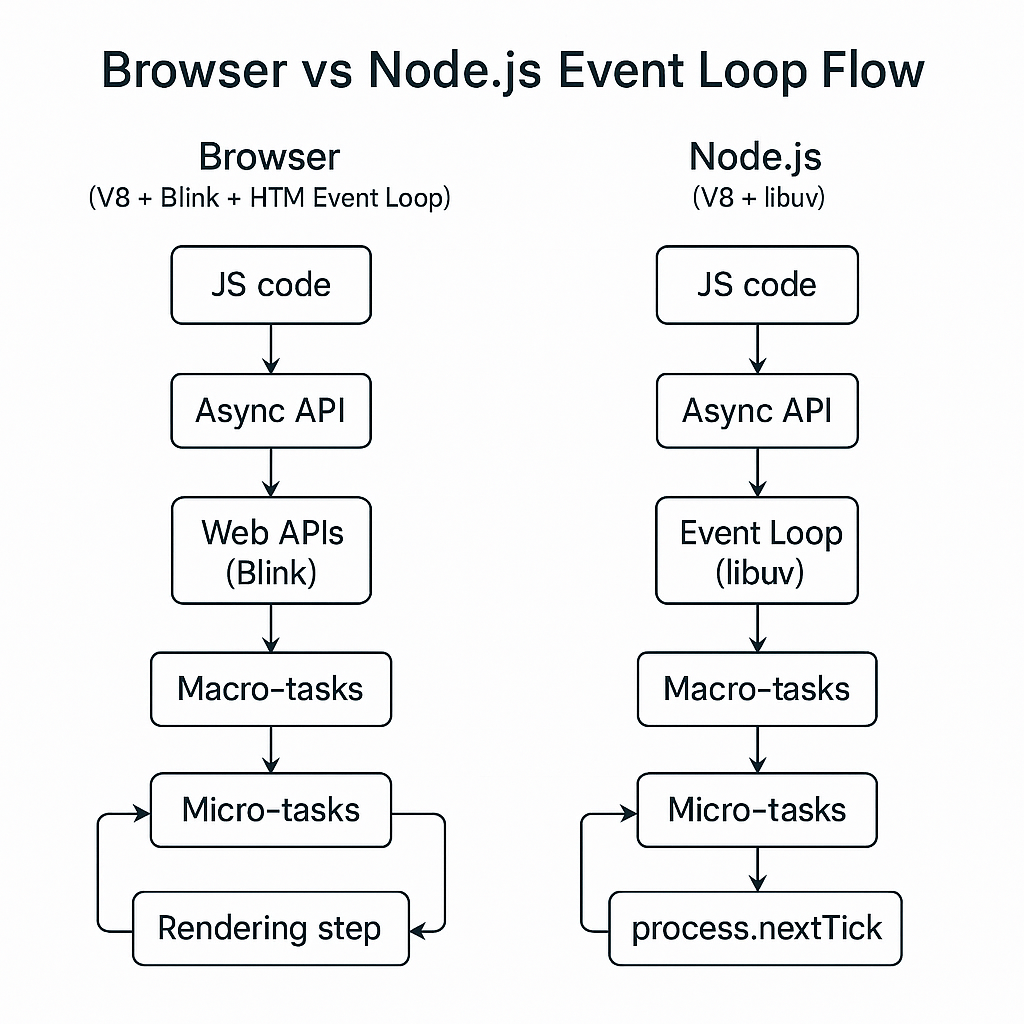 Browser vs Node.js Event Loop Flow
Browser
(V8 + Blink + HTM Event Loop)
JS code
Async API
Web APIs
(Blink)
Macro-tasks
Micro-tasks
Rendering step
Node.js
(V8 + libuv)
JS code
Async API
Event Loop
(libuv)
Macro-tasks
Micro-tasks
process.nextTick